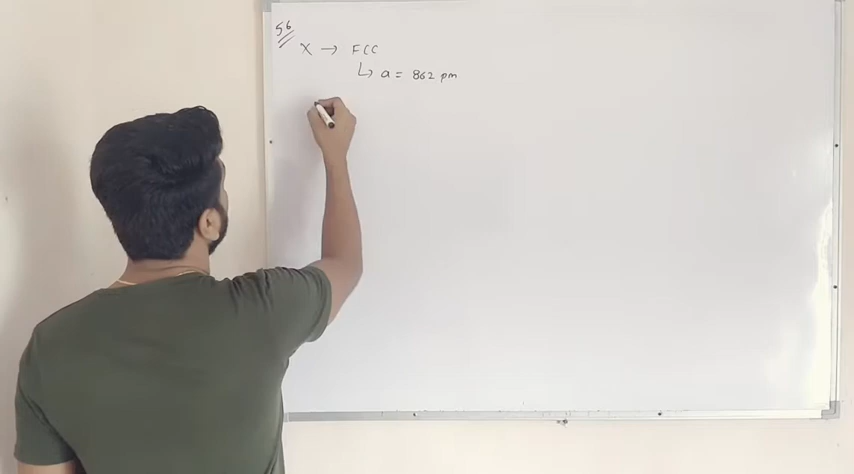 56
X → FCC
↳ a = 862 pm